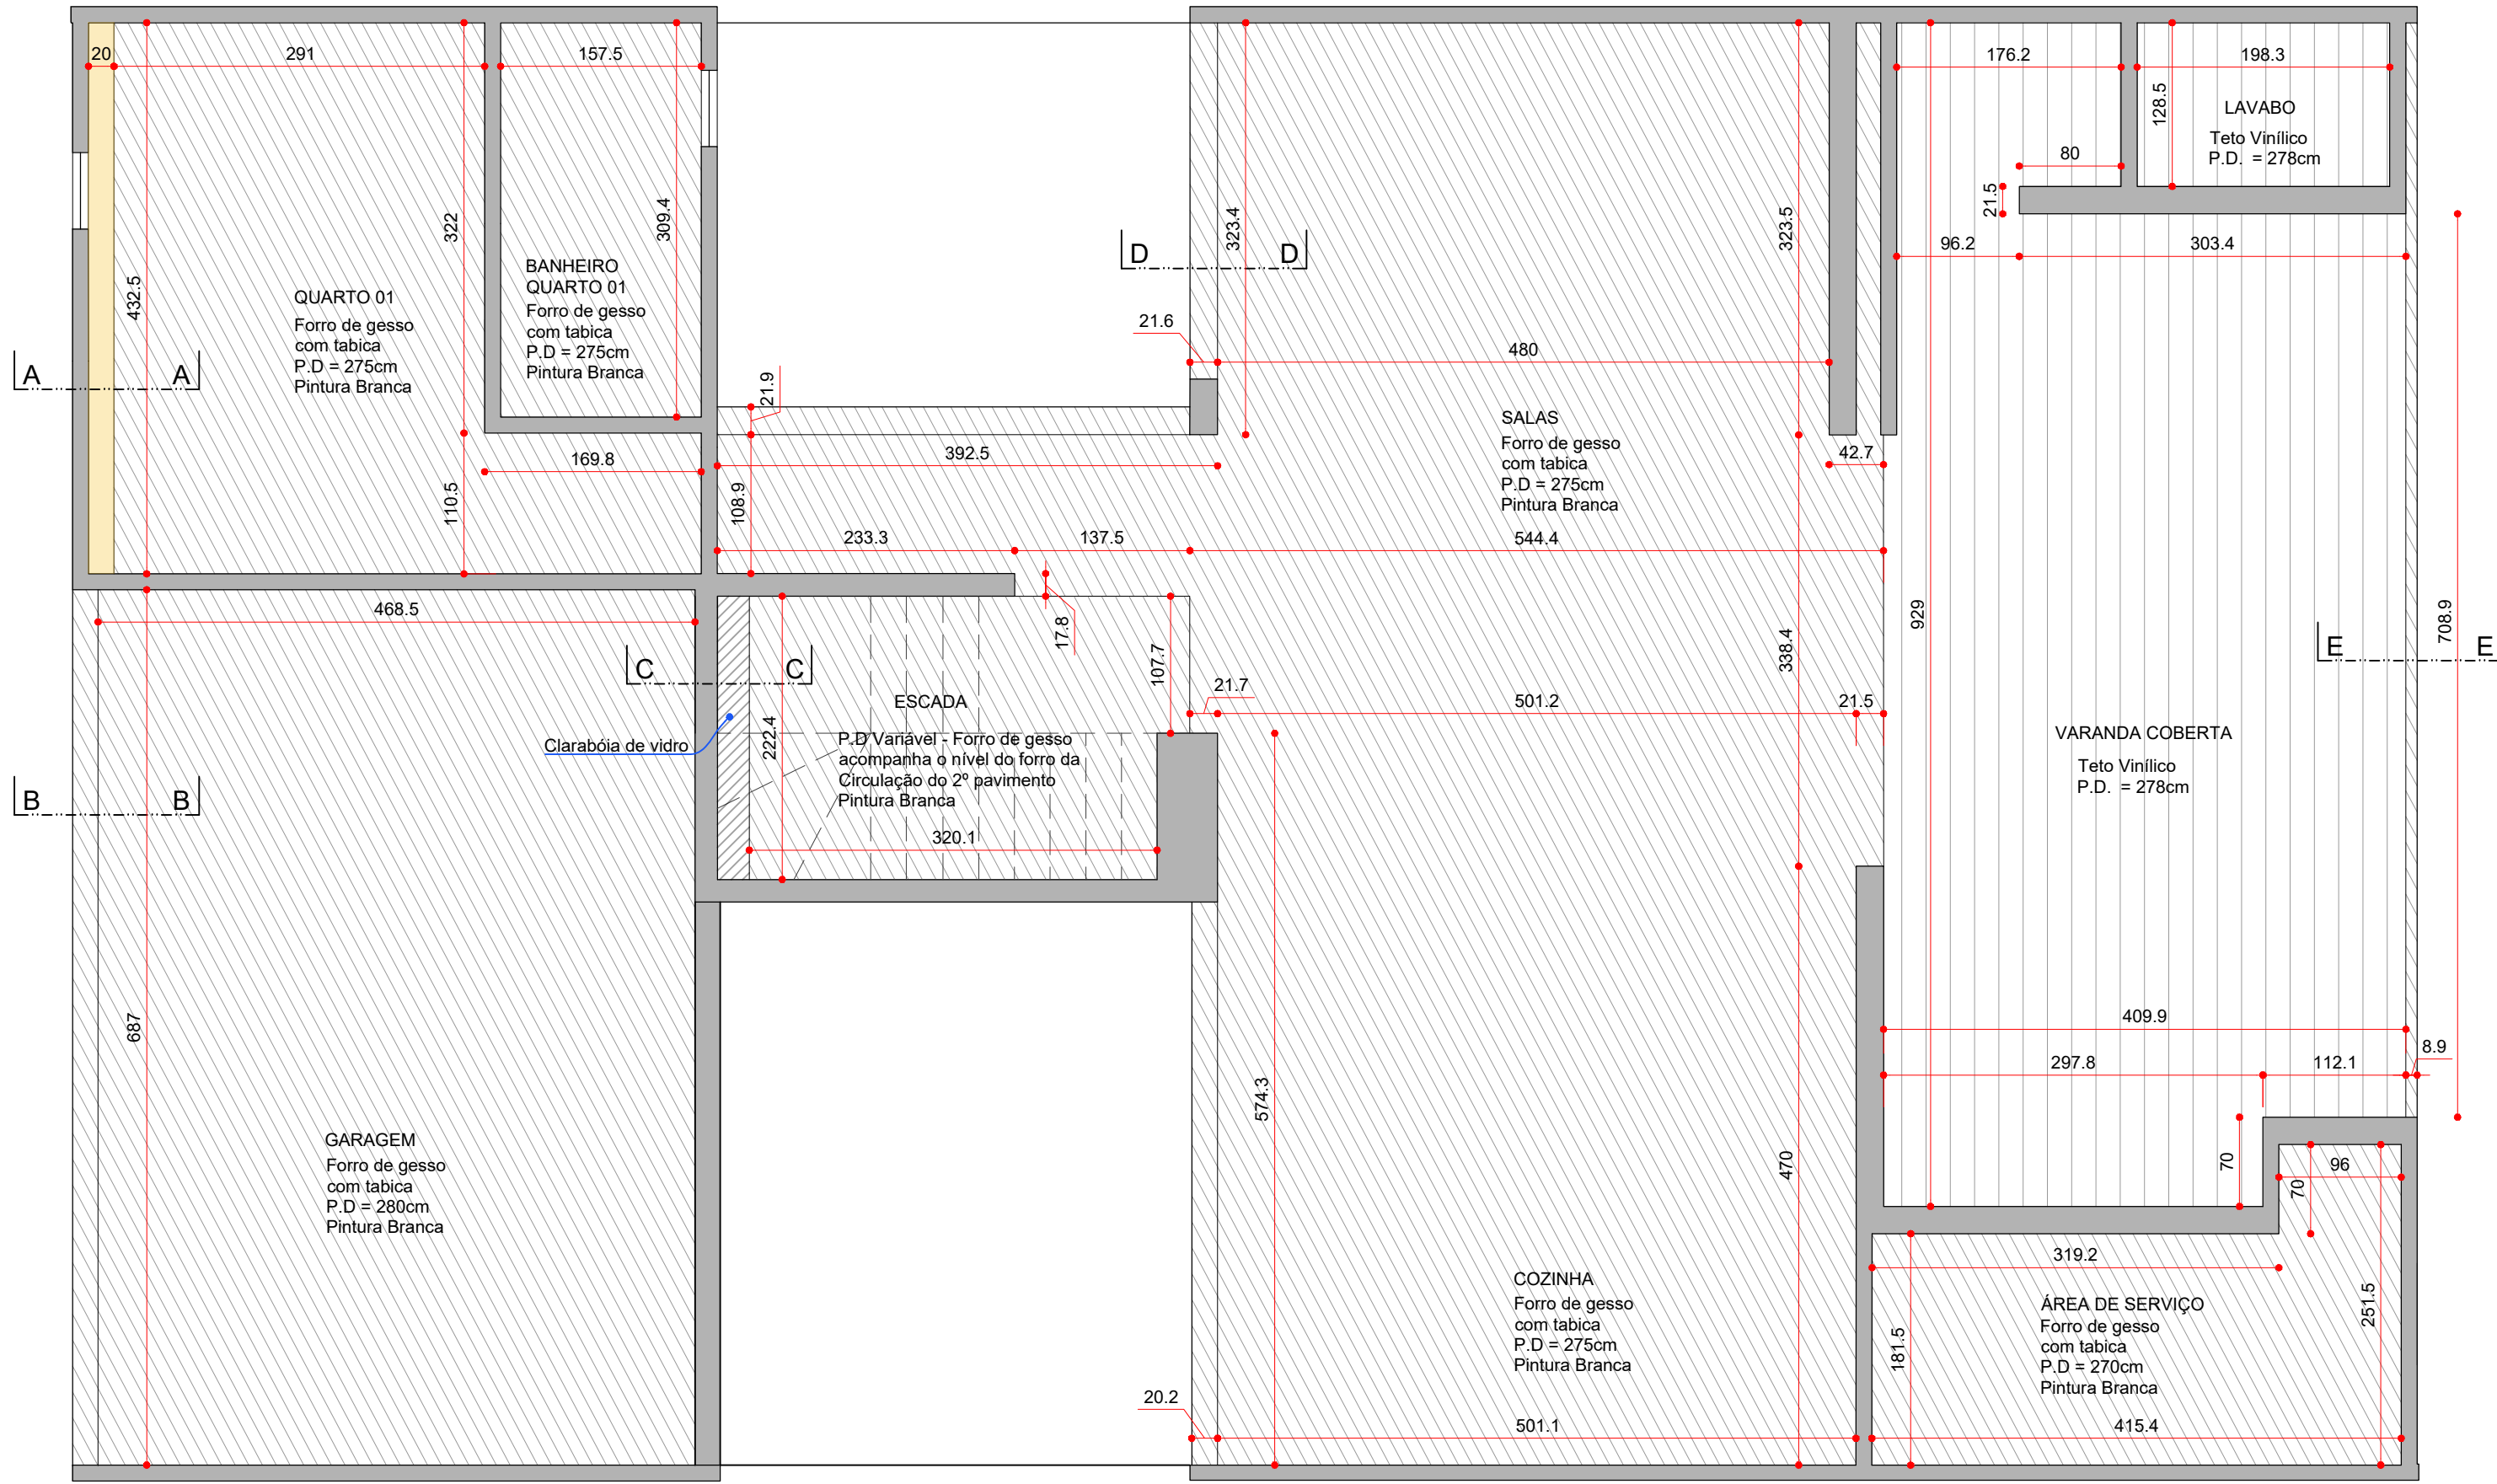 20
291
157.5
176.2
198.3
128.5
LAVABO
Teto Vinílico
P.D. = 278cm
80
21.5
96.2
303.4
432.5
322
309.4
323.4
323.5
BANHEIRO
QUARTO 01
Forro de gesso
com tabica
P.D = 275cm
Pintura Branca
QUARTO 01
Forro de gesso
com tabica
P.D = 275cm
Pintura Branca
D
D
A
A
21.6
480
21.9
SALAS
Forro de gesso
com tabica
P.D = 275cm
Pintura Branca
169.8
110.5
392.5
108.9
42.7
233.3
137.5
544.4
468.5
17.8
107.7
338.4
929
708.9
C
C
E
E
ESCADA
P.D Variável - Forro de gesso
acompanha o nível do forro da
Circulação do 2º pavimento
Pintura Branca
222.4
Clarabóia de vidro
320.1
21.7
501.2
21.5
VARANDA COBERTA
Teto Vinílico
P.D. = 278cm
B
B
687
574.3
470
409.9
297.8
112.1
8.9
70
70
96
GARAGEM
Forro de gesso
com tabica
P.D = 280cm
Pintura Branca
COZINHA
Forro de gesso
com tabica
P.D = 275cm
Pintura Branca
319.2
ÁREA DE SERVIÇO
Forro de gesso
com tabica
P.D = 270cm
Pintura Branca
181.5
251.5
20.2
501.1
415.4